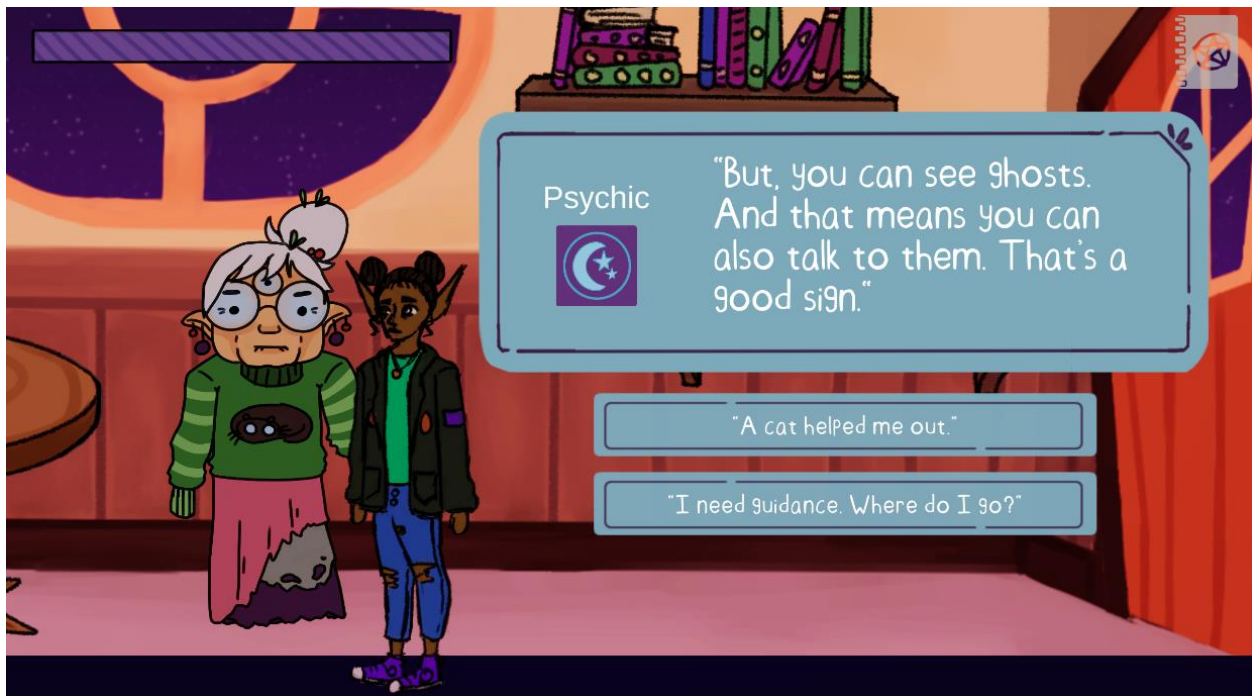 Psychic
"But, you can see ghosts.
And that means you can
also talk to them. That's a
good sign."
"A cat helped me out."
"I need guidance. Where do I go?"